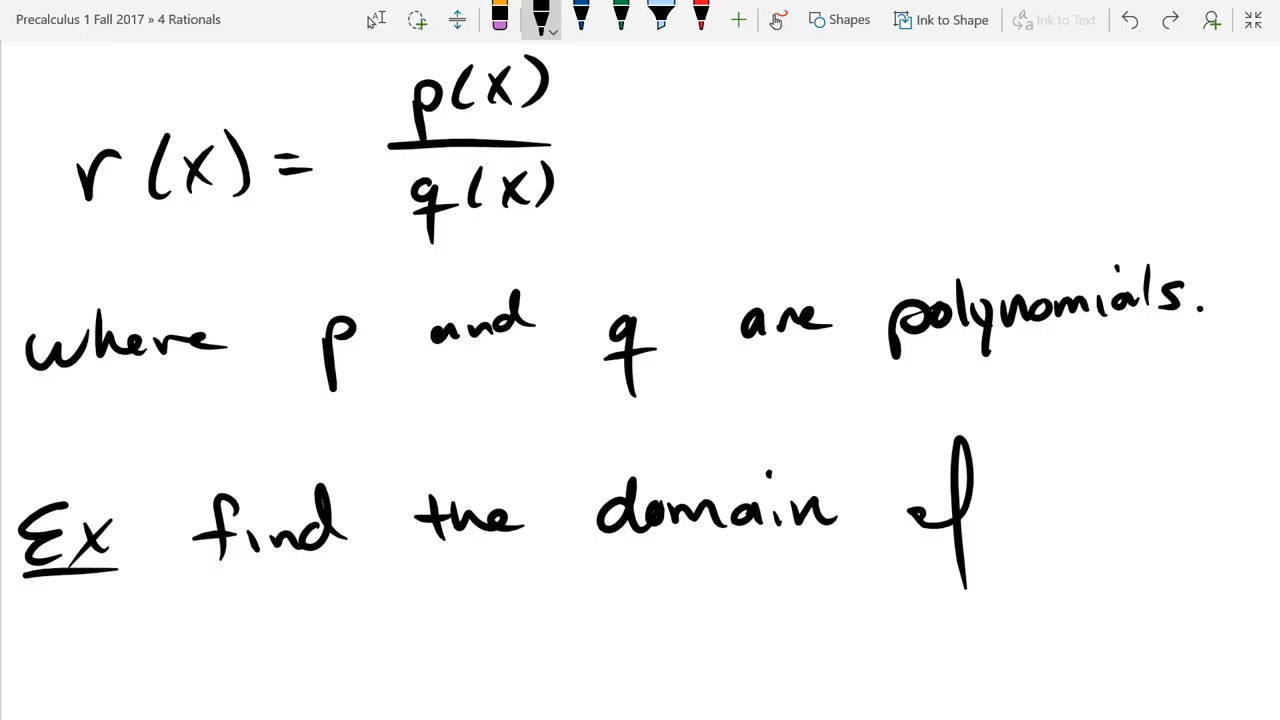 Precalculus 1 Fall 2017 » 4 Rationals
Shapes
Ink to Shape
Ink to Text
r(x) = p(x)/q(x)
where p and q are polynomials.
Ex find the domain of